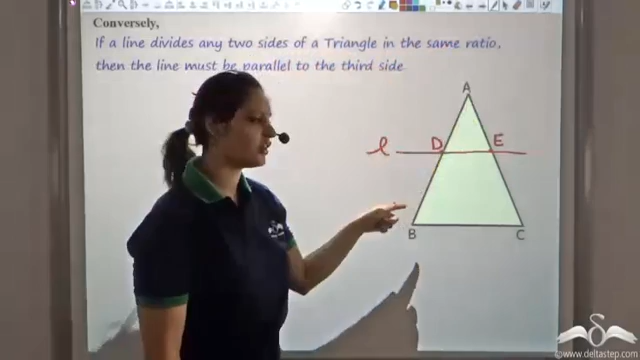 Conversely,
If a line divides any two sides of a Triangle in the same ratio,
then the line must be parallel to the third side
A
l
D
E
B
C
©www.deltastep.com